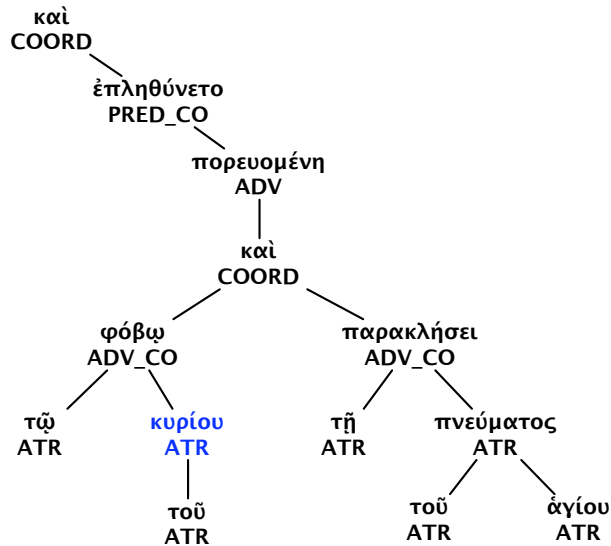 καὶ
COORD
ἐπληθύνετο
PRED_CO
πορευομένη
ADV
καὶ
COORD
φόβῳ παρακλήσει
ADV_CO ADV_CO
τῷ κυρίου τῇ πνεύματος
ATR ATR ATR ATR
τοῦ τοῦ ἁγίου
ATR ATR ATR